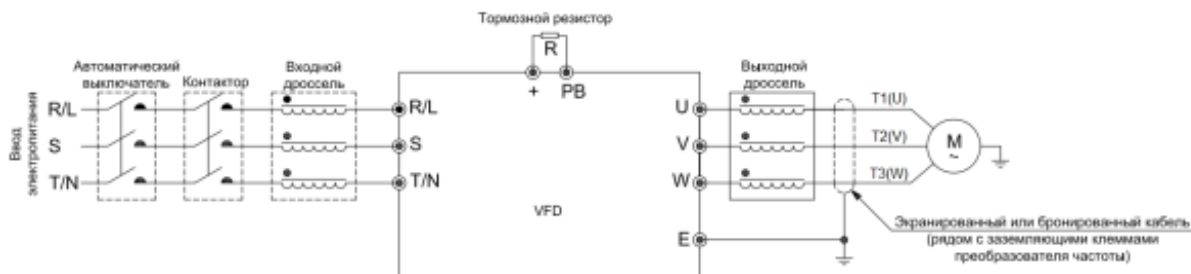 Тормозной резистор
R
+ PB
Автоматический
выключатель
Контактор
Входной
дроссель
Выходной
дроссель
Ввод
электропитания
R/L
S
T/N
R/L
S
T/N
VFD
U
V
W
E
T1(U)
T2(V)
T3(W)
M
~
Экранированный или бронированный кабель
(рядом с заземляющими клеммами
преобразователя частоты)